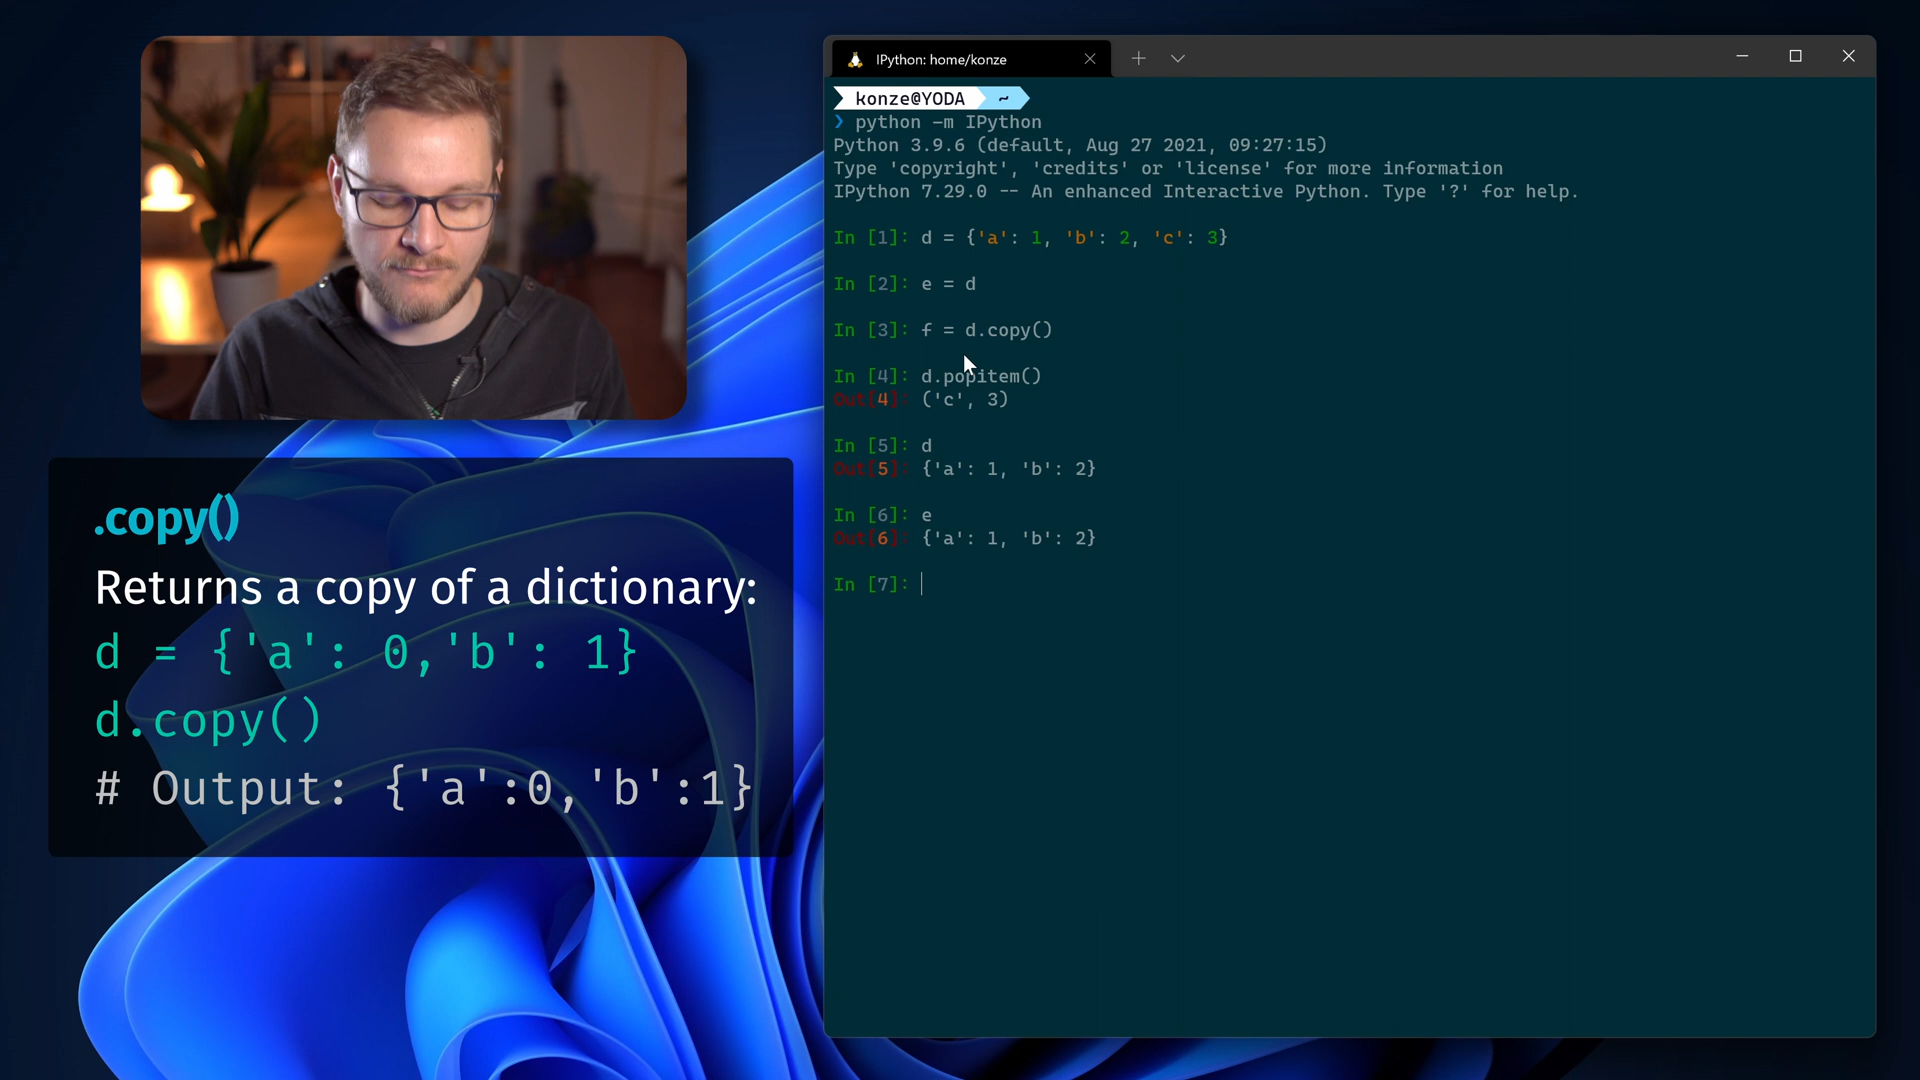 .copy()
Returns a copy of a dictionary:
d = {'a': 0,'b': 1}
d.copy()
# Output: {'a':0,'b':1}
IPython: home/konze
konze@YODA ~
❯ python -m IPython
Python 3.9.6 (default, Aug 27 2021, 09:27:15)
Type 'copyright', 'credits' or 'license' for more information
IPython 7.29.0 -- An enhanced Interactive Python. Type '?' for help.
In [1]: d = {'a': 1, 'b': 2, 'c': 3}
In [2]: e = d
In [3]: f = d.copy()
In [4]: d.popitem()
Out[4]: ('c', 3)
In [5]: d
Out[5]: {'a': 1, 'b': 2}
In [6]: e
Out[6]: {'a': 1, 'b': 2}
In [7]: